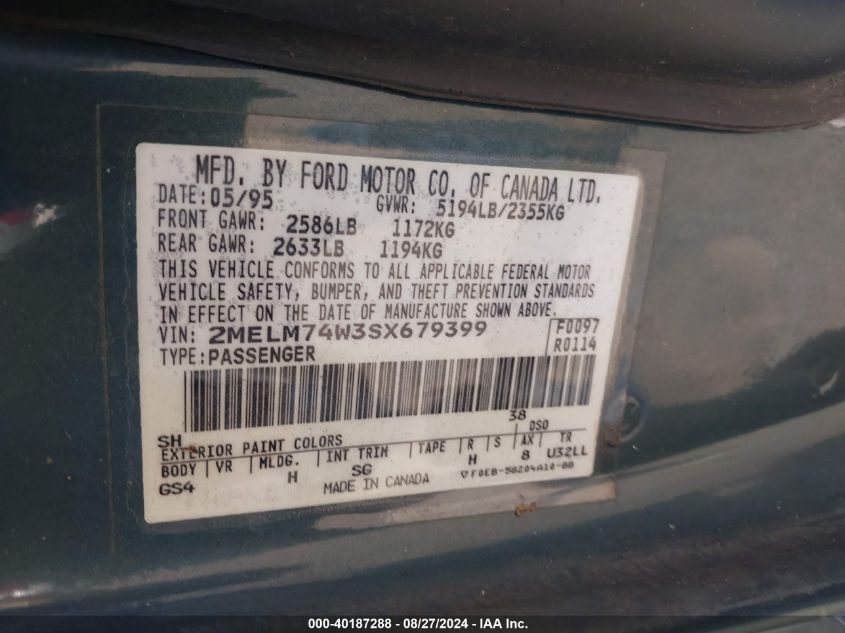 MFD. BY FORD MOTOR CO. OF CANADA LTD.
DATE: 05/95 GVWR: 5194LB/2355KG
FRONT GAWR: 2586LB 1172KG
REAR GAWR: 2633LB 1194KG
THIS VEHICLE CONFORMS TO ALL APPLICABLE FEDERAL MOTOR
VEHICLE SAFETY, BUMPER, AND THEFT PREVENTION STANDARDS
IN EFFECT ON THE DATE OF MANUFACTURE SHOWN ABOVE.
VIN: 2MELM74W3SX679399 F0097
TYPE: PASSENGER R0114
38
SH DSO
EXTERIOR PAINT COLORS
BODY VR MLDG. INT TRIM TAPE R S AX TR
GS4 H SG H 8 U32LL
MADE IN CANADA ▽F0EB-58204A10-BB
000-40187288 - 08/27/2024 - IAA Inc.